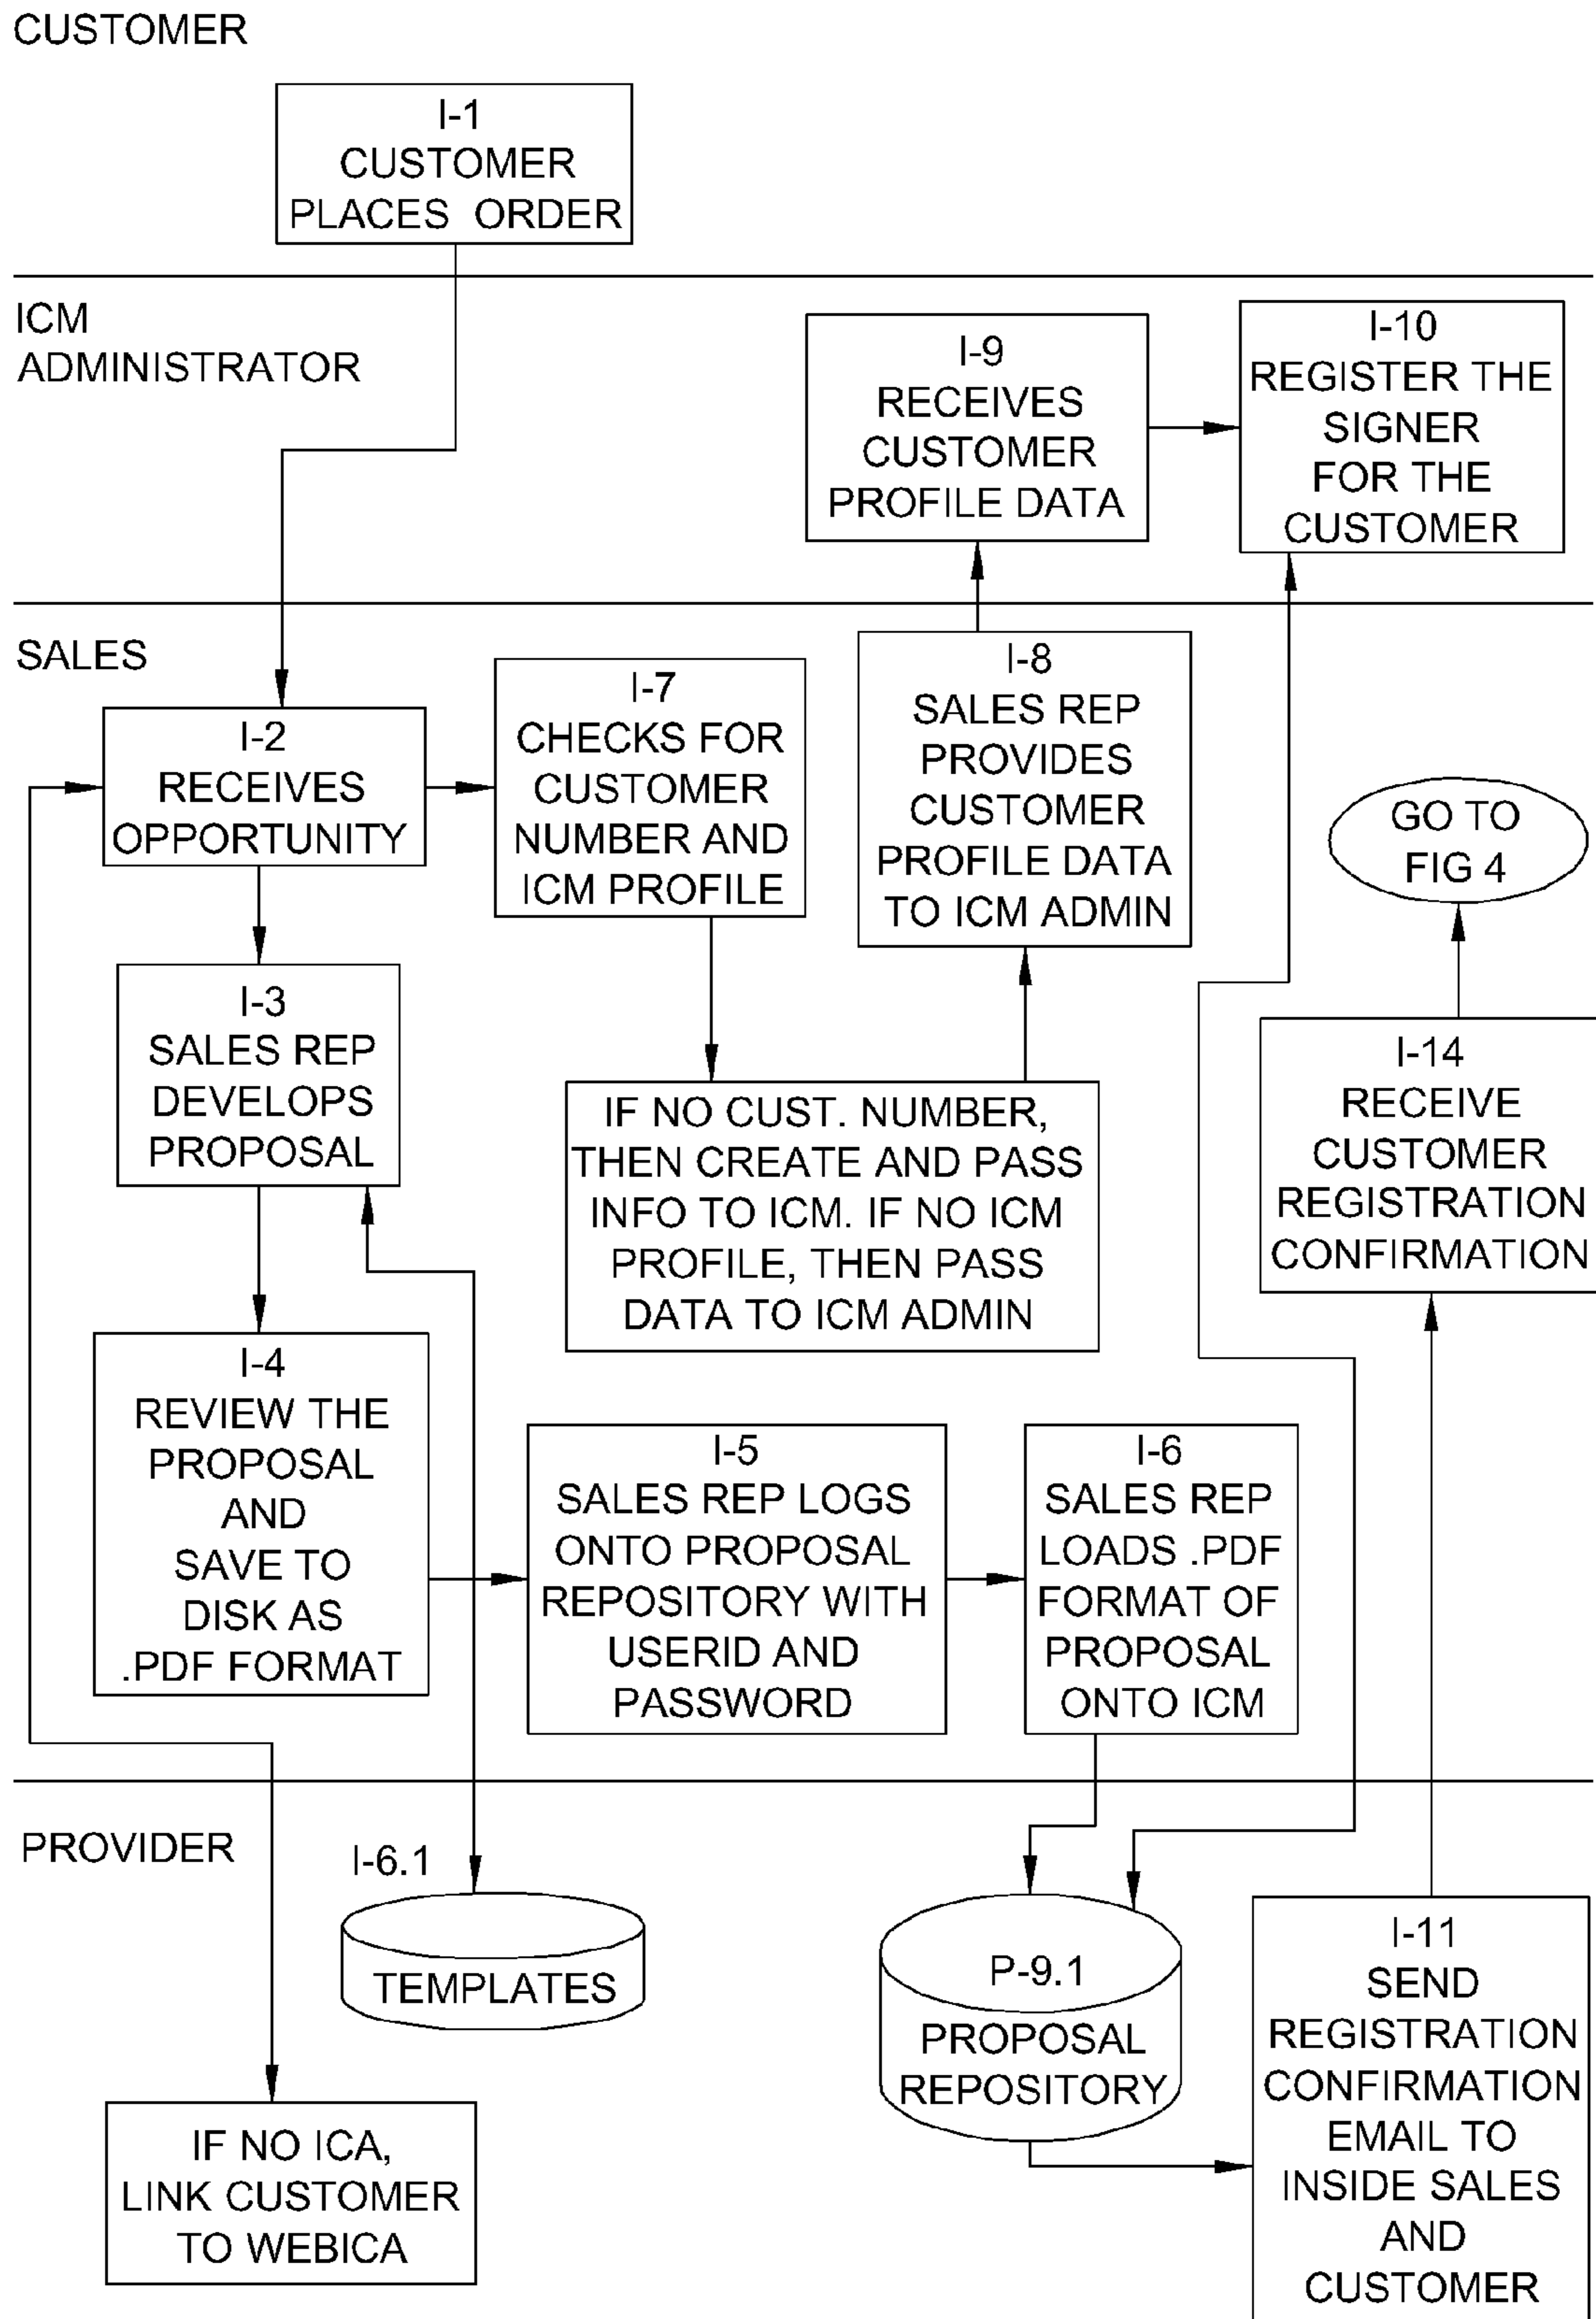 CUSTOMER
I-1
CUSTOMER
PLACES ORDER
ICM
ADMINISTRATOR
I-9
RECEIVES
CUSTOMER
PROFILE DATA
I-10
REGISTER THE
SIGNER
FOR THE
CUSTOMER
SALES
I-2
RECEIVES
OPPORTUNITY
I-7
CHECKS FOR
CUSTOMER
NUMBER AND
ICM PROFILE
I-8
SALES REP
PROVIDES
CUSTOMER
PROFILE DATA
TO ICM ADMIN
GO TO
FIG 4
I-3
SALES REP
DEVELOPS
PROPOSAL
IF NO CUST. NUMBER,
THEN CREATE AND PASS
INFO TO ICM. IF NO ICM
PROFILE, THEN PASS
DATA TO ICM ADMIN
I-14
RECEIVE
CUSTOMER
REGISTRATION
CONFIRMATION
I-4
REVIEW THE
PROPOSAL
AND
SAVE TO
DISK AS
.PDF FORMAT
I-5
SALES REP LOGS
ONTO PROPOSAL
REPOSITORY WITH
USERID AND
PASSWORD
I-6
SALES REP
LOADS .PDF
FORMAT OF
PROPOSAL
ONTO ICM
PROVIDER
I-6.1
TEMPLATES
P-9.1
PROPOSAL
REPOSITORY
I-11
SEND
REGISTRATION
CONFIRMATION
EMAIL TO
INSIDE SALES
AND
CUSTOMER
IF NO ICA,
LINK CUSTOMER
TO WEBICA